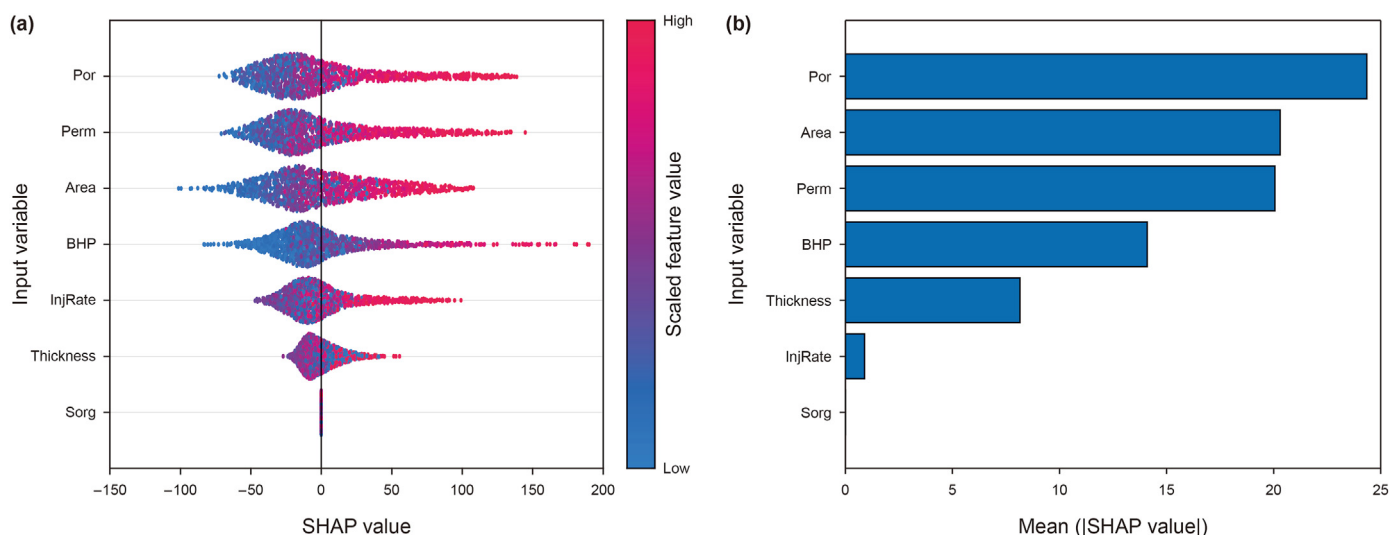 (a)
Input variable
Por
Perm
Area
BHP
InjRate
Thickness
Sorg
–150 –100 –50 0 50 100 150 200
SHAP value
High
Scaled feature value
Low
(b)
Input variable
Por
Area
Perm
BHP
Thickness
InjRate
Sorg
0 5 10 15 20 25
Mean (|SHAP value|)